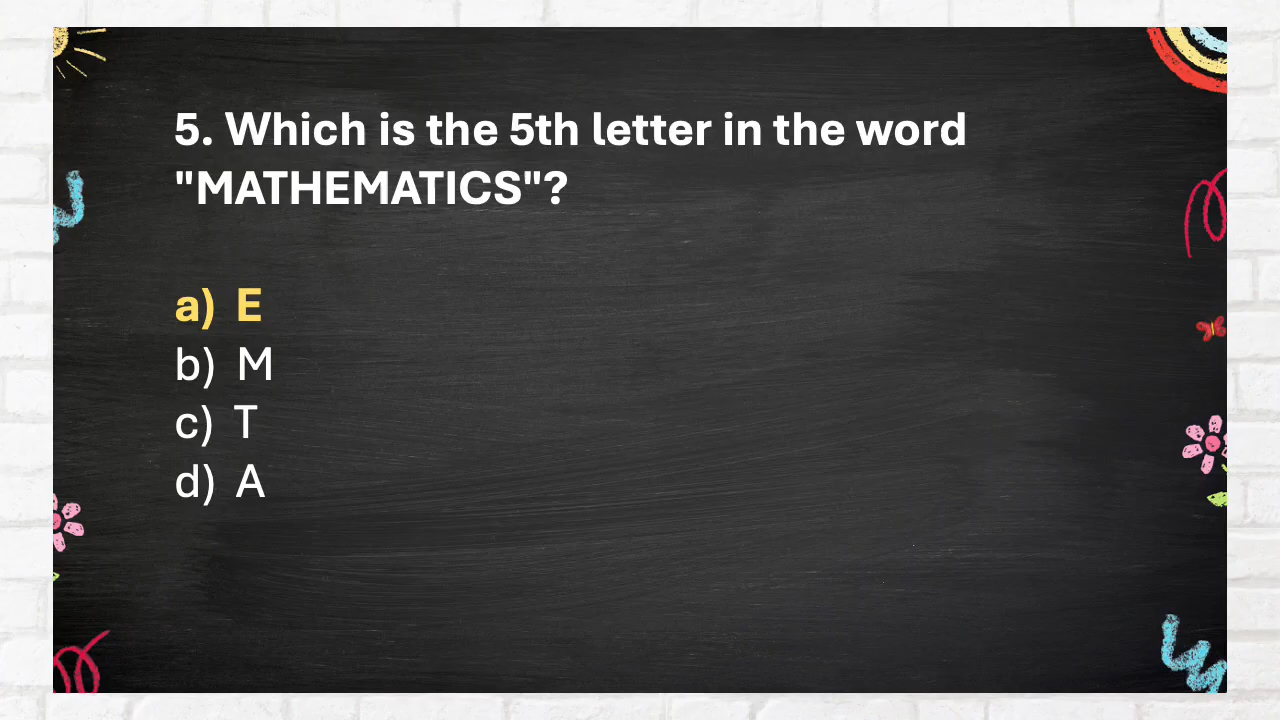 5. Which is the 5th letter in the word
"MATHEMATICS"?
a) E
b) M
c) T
d) A